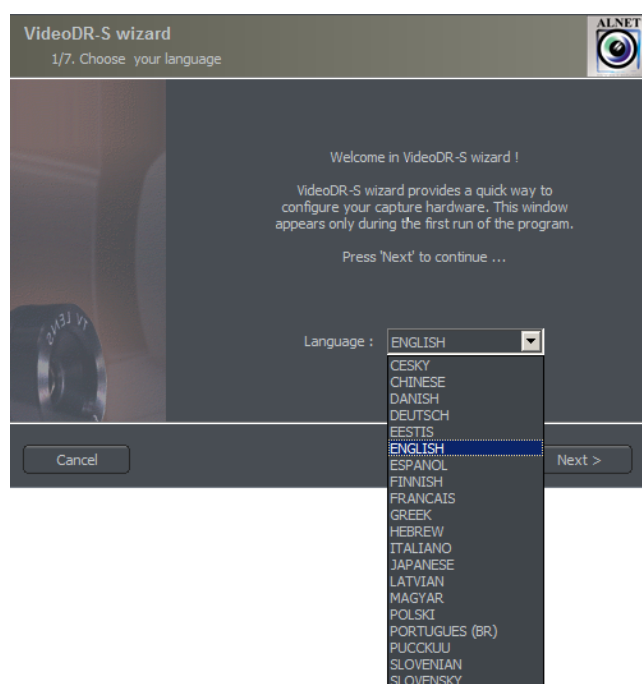 VideoDR-S wizard
1/7. Choose your language
ALNET
Welcome in VideoDR-S wizard !
VideoDR-S wizard provides a quick way to
configure your capture hardware. This window
appears only during the first run of the program.
Press 'Next' to continue ...
TV LENS
Language :
ENGLISH
CESKY
CHINESE
DANISH
DEUTSCH
EESTIS
ENGLISH
ESPANOL
FINNISH
FRANCAIS
GREEK
HEBREW
ITALIANO
JAPANESE
LATVIAN
MAGYAR
POLSKI
PORTUGUES (BR)
PUCCKUU
SLOVENIAN
SLOVENSKY
Cancel
Next >